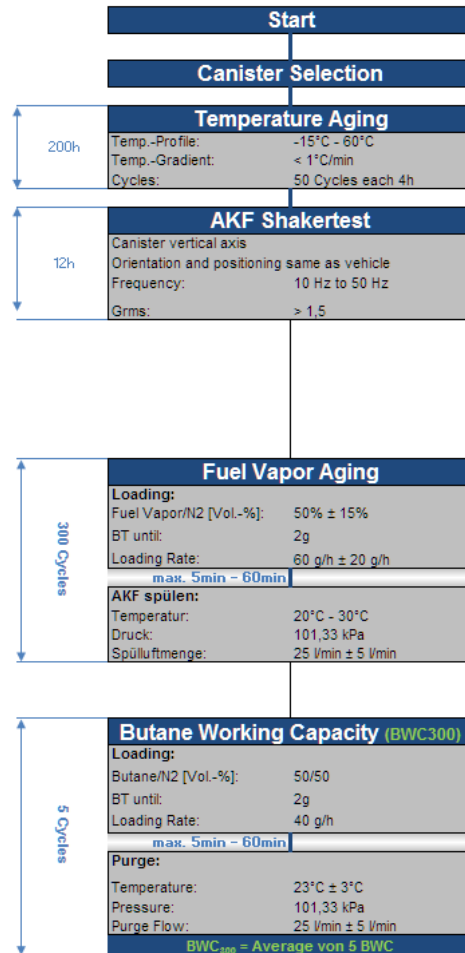 Start
Canister Selection
Temperature Aging
200h
Temp.-Profile: -15°C - 60°C
Temp.-Gradient: < 1°C/min
Cycles: 50 Cycles each 4h
AKF Shakertest
12h
Canister vertical axis
Orientation and positioning same as vehicle
Frequency: 10 Hz to 50 Hz
Grms: > 1,5
Fuel Vapor Aging
300 Cycles
Loading:
Fuel Vapor/N2 [Vol.-%]: 50% ± 15%
BT until: 2g
Loading Rate: 60 g/h ± 20 g/h
max. 5min - 60min
AKF spülen:
Temperatur: 20°C - 30°C
Druck: 101,33 kPa
Spülluftmenge: 25 l/min ± 5 l/min
Butane Working Capacity (BWC300)
5 Cycles
Loading:
Butane/N2 [Vol.-%]: 50/50
BT until: 2g
Loading Rate: 40 g/h
max. 5min - 60min
Purge:
Temperature: 23°C ± 3°C
Pressure: 101,33 kPa
Purge Flow: 25 l/min ± 5 l/min
BWC₃₀₀ = Average von 5 BWC